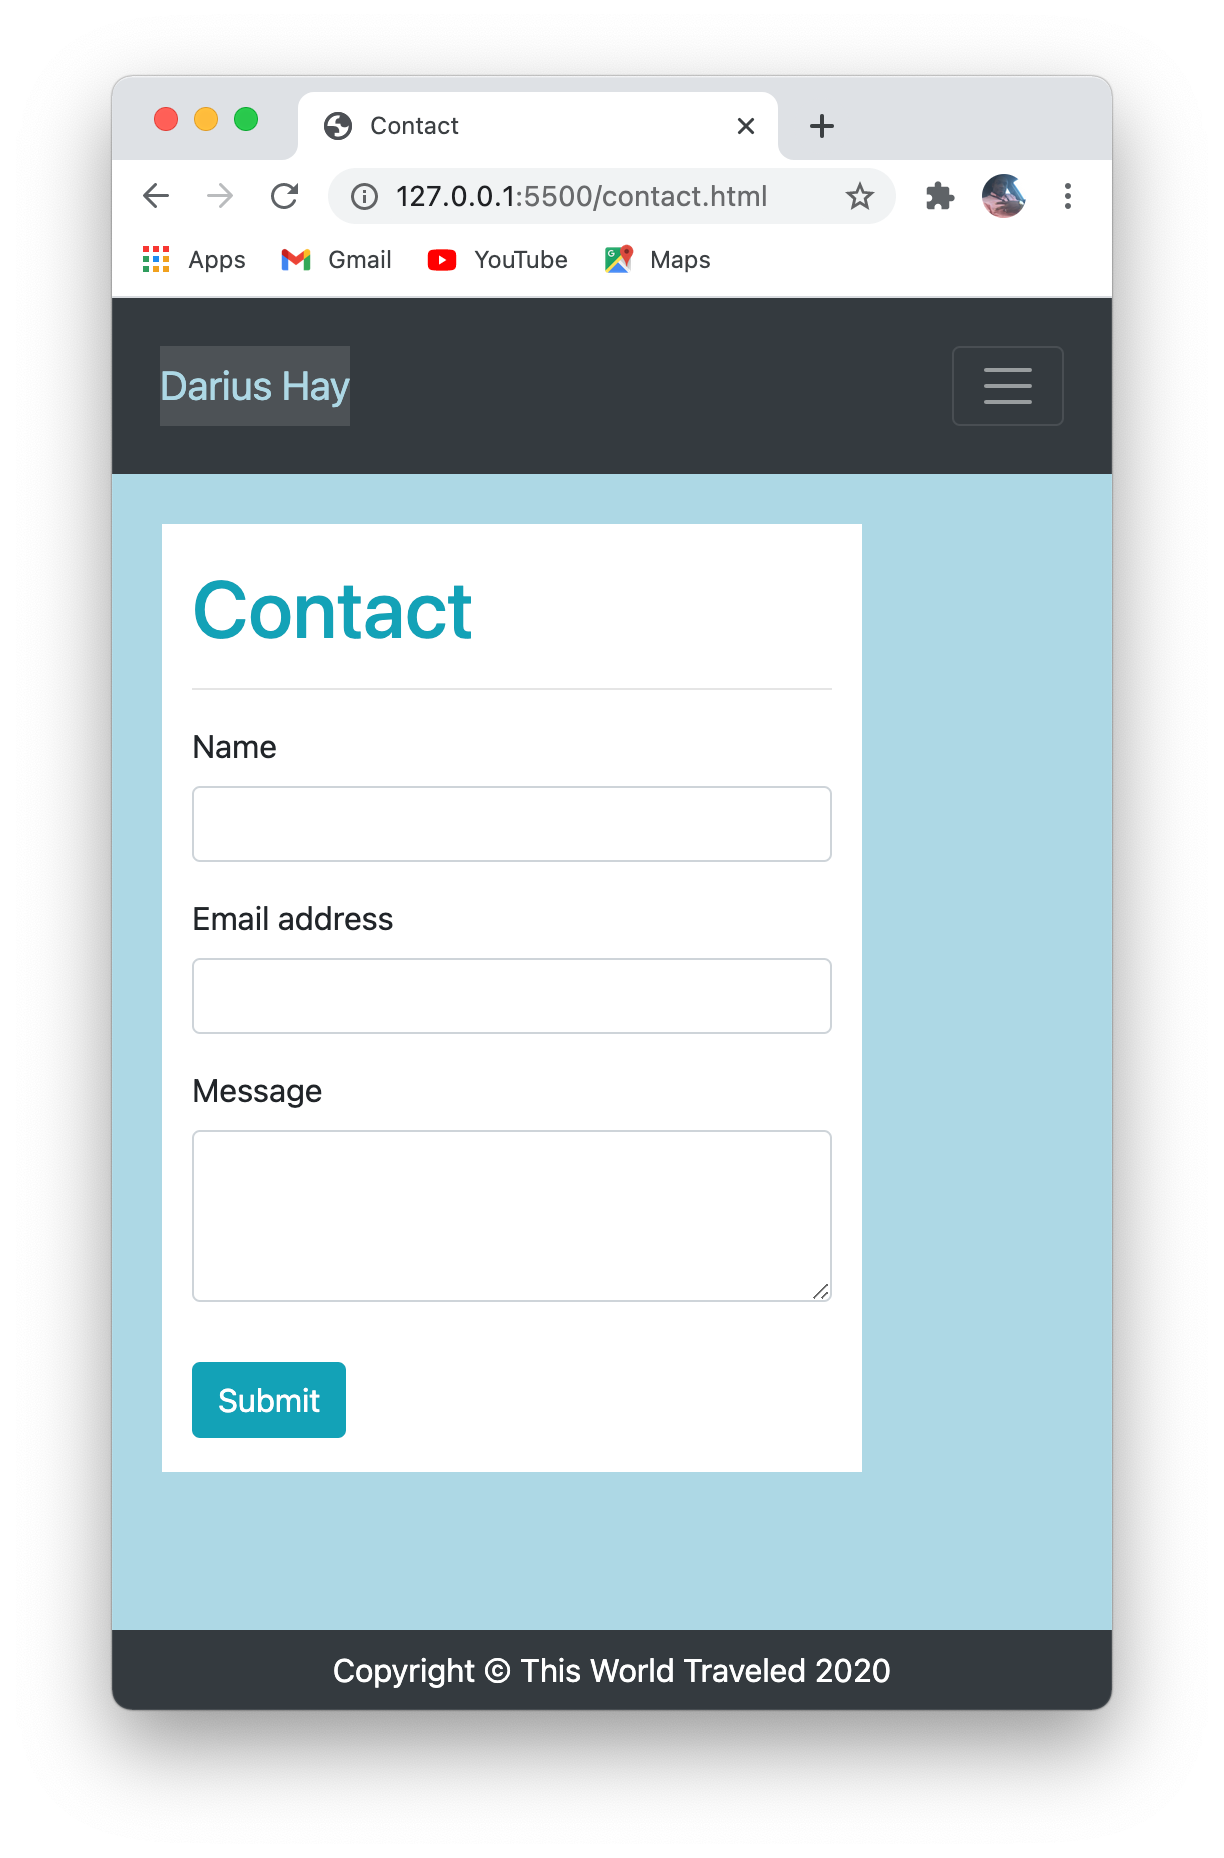 Contact
127.0.0.1:5500/contact.html
Apps Gmail YouTube Maps
Darius Hay
Contact
Name
Email address
Message
Submit
Copyright © This World Traveled 2020